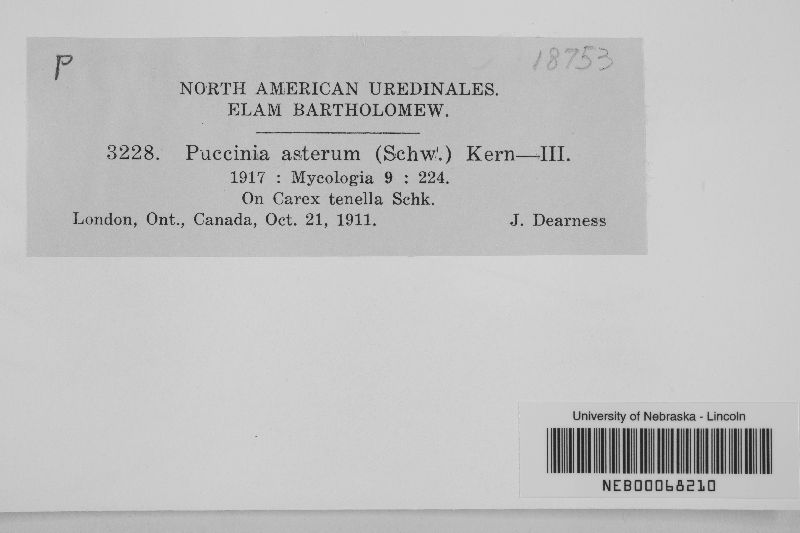 P
18753
NORTH AMERICAN UREDINALES.
ELAM BARTHOLOMEW.
3228. Puccinia asterum (Schw.) Kern—III.
1917 : Mycologia 9 : 224.
On Carex tenella Schk.
London, Ont., Canada, Oct. 21, 1911. J. Dearness
University of Nebraska - Lincoln
NEB00068210